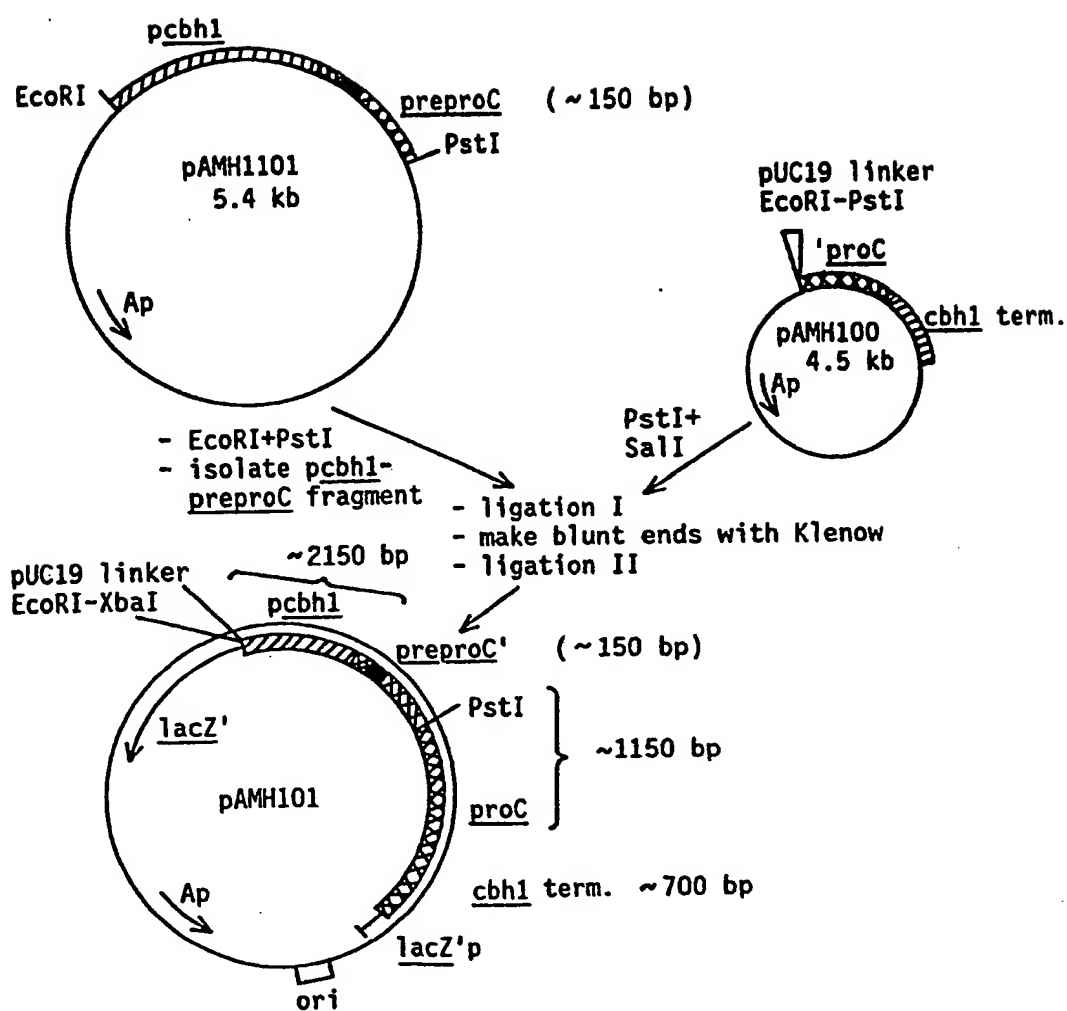 pcbh1
EcoRI
preproC (~150 bp)
PstI
pAMH1101
5.4 kb
Ap
pUC19 linker
EcoRI-PstI
'proC
cbh1 term.
pAMH100
4.5 kb
Ap
PstI+
SalI
- EcoRI+PstI
- isolate pcbh1-
preproC fragment
- ligation I
- make blunt ends with Klenow
- ligation II
~2150 bp
pUC19 linker
EcoRI-XbaI
pcbh1
preproC' (~150 bp)
PstI
lacZ'
~1150 bp
pAMH101
proC
Ap
cbh1 term. ~700 bp
lacZ'p
ori